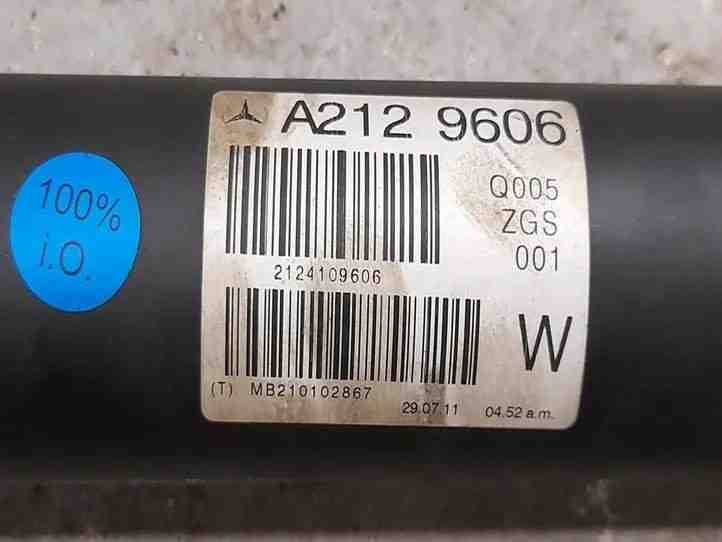 A212 9606
100%
i.O.
Q005
ZGS
001
2124109606
W
(T) MB210102867
29.07.11 04.52 a.m.